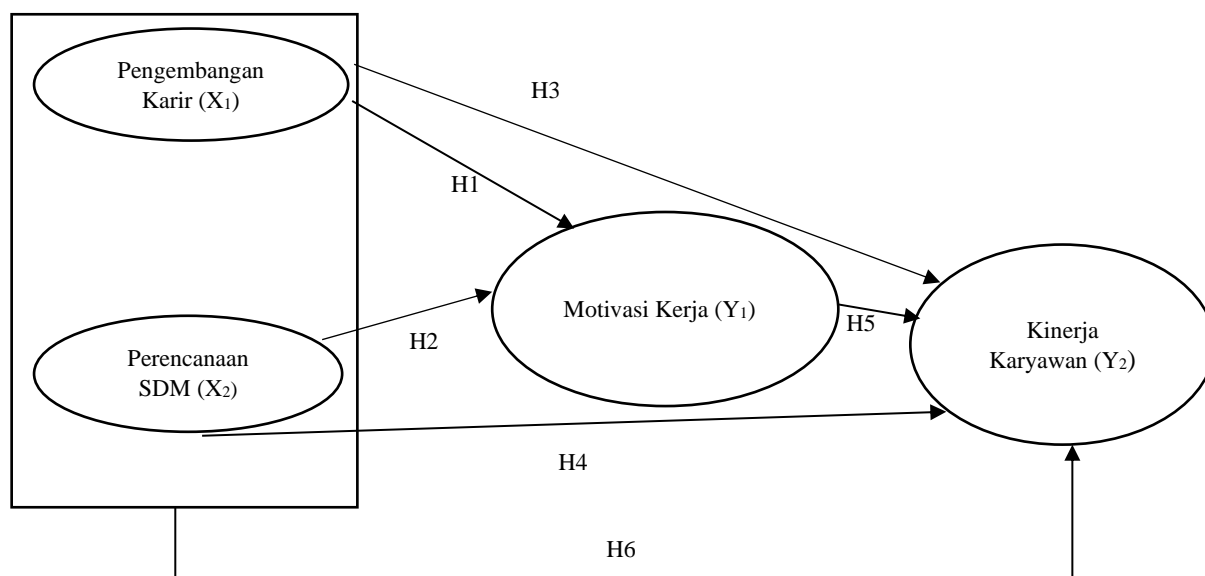 Pengembangan
Karir (X₁)
H3
H1
Motivasi Kerja (Y₁)
H5
Kinerja
Karyawan (Y₂)
H2
Perencanaan
SDM (X₂)
H4
H6